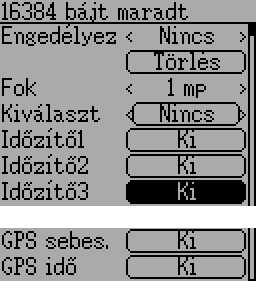 16384 bájt maradt
Engedélyez < Nincs >
Törlés
Fok < 1 mp >
Kiválaszt Nincs
Időzítő1 Ki
Időzítő2 Ki
Időzítő3 Ki
GPS sebes. Ki
GPS idő Ki